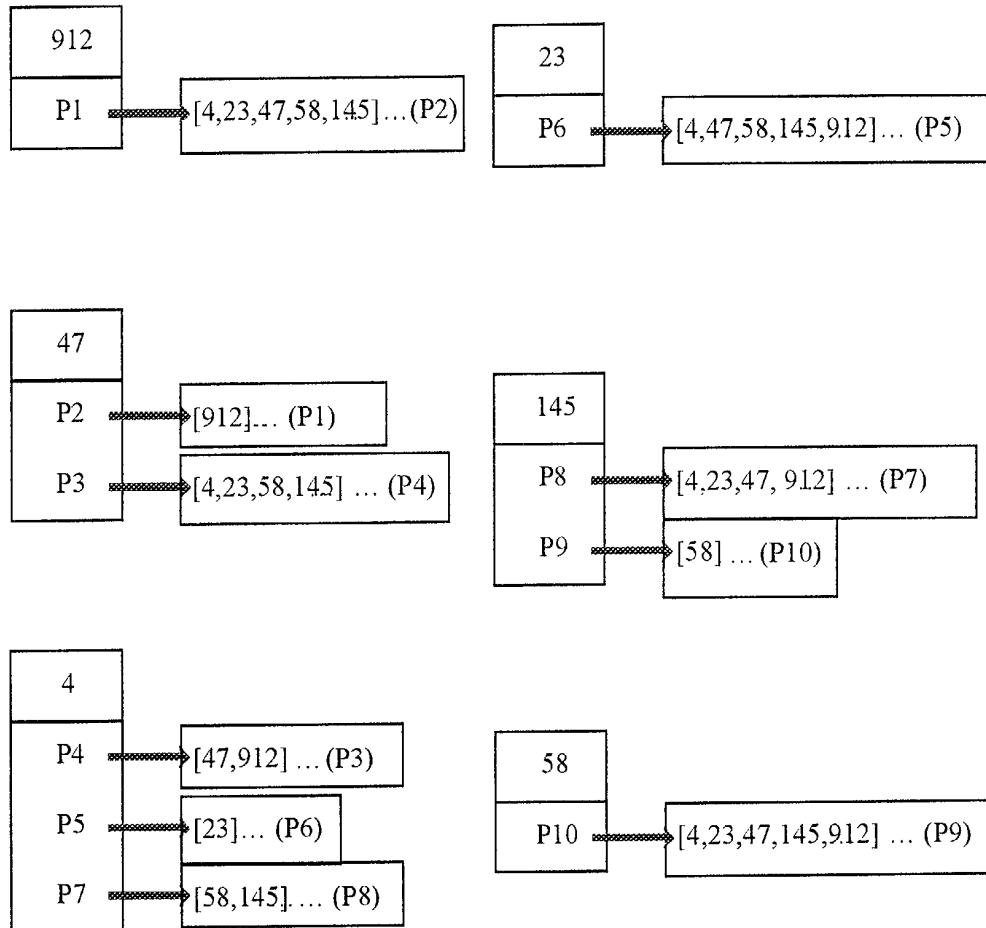 912
P1 [4,23,47,58,145] ... (P2)
23
P6 [4,47,58,145,912] ... (P5)
47
P2 [912].... (P1)
P3 [4,23,58,145] ... (P4)
145
P8 [4,23,47, 912] ... (P7)
P9 [58] ... (P10)
4
P4 [47,912] ... (P3)
P5 [23]... (P6)
P7 [58,145]. ... (P8)
58
P10 [4,23,47,145,912] ... (P9)